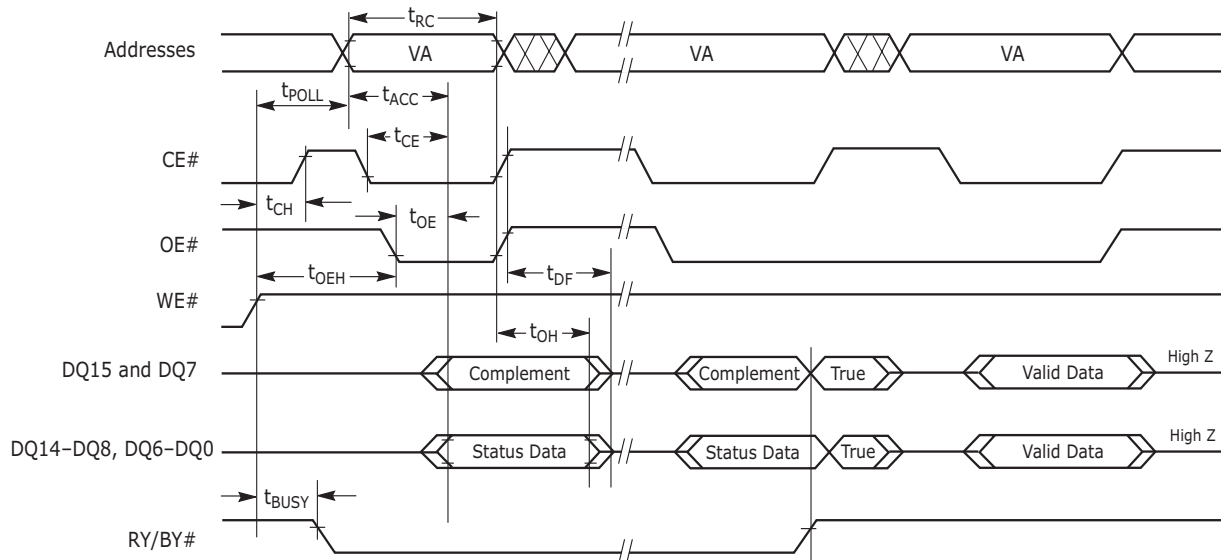 tRC
Addresses
VA
VA
VA
tPOLL
tACC
tCE
CE#
tCH
tOE
OE#
tOEH
tDF
WE#
tOH
DQ15 and DQ7
Complement
Complement
True
Valid Data
High Z
DQ14–DQ8, DQ6–DQ0
Status Data
Status Data
True
Valid Data
High Z
tBUSY
RY/BY#